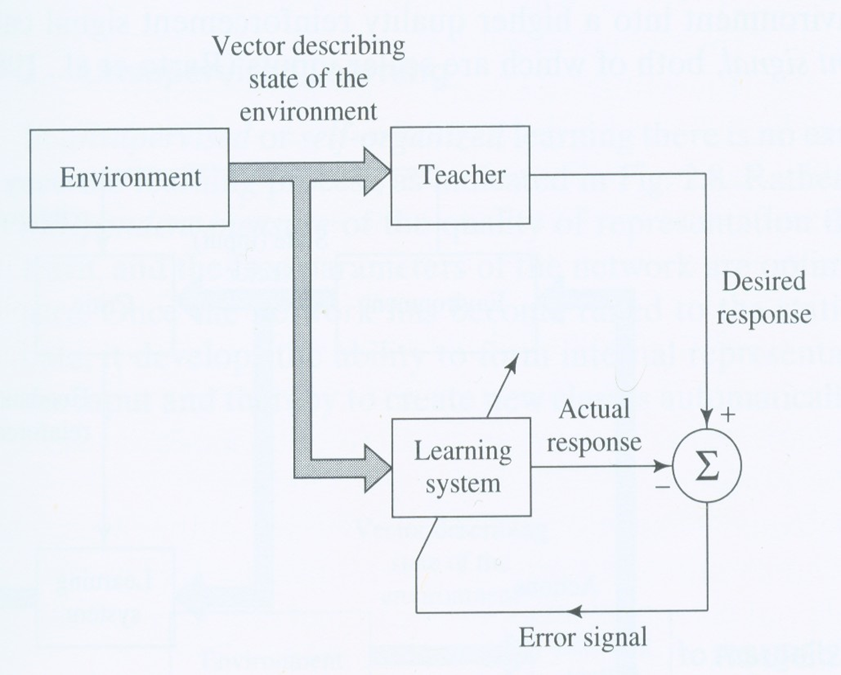 Vector describing
state of the
environment
Environment
Teacher
Desired
response
Actual
response
+
Learning
system
Σ
−
Error signal